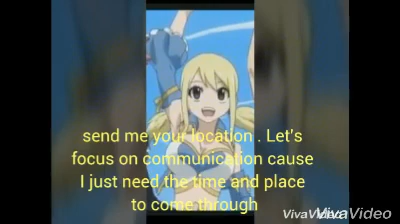 send me your location . Let's
focus on communication cause
I just need the time and place
to come through
VivaVideo
VivaVideo